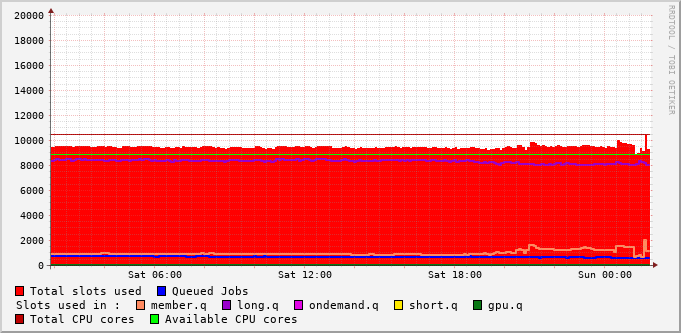 20000
18000
16000
14000
12000
10000
8000
6000
4000
2000
0
Sat 06:00 Sat 12:00 Sat 18:00 Sun 00:00
Total slots used Queued Jobs
Slots used in : member.q long.q ondemand.q short.q gpu.q
Total CPU cores Available CPU cores
RRDTOOL / TOBI OETIKER